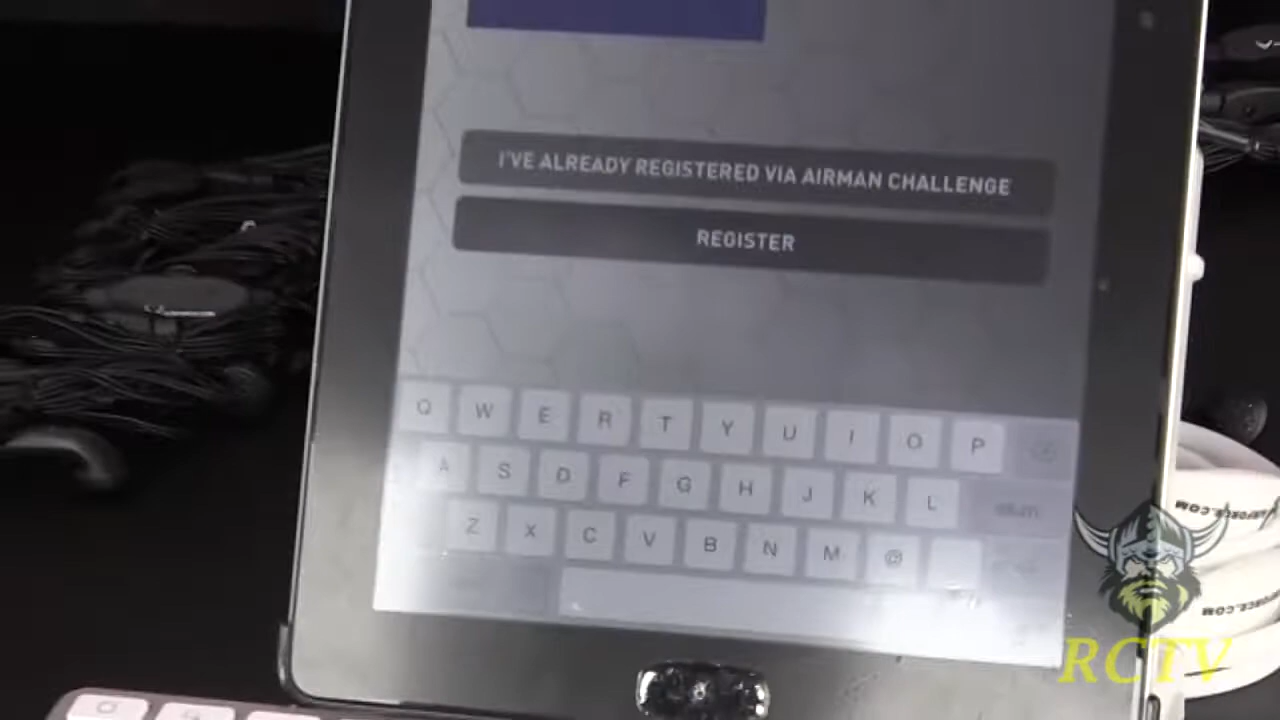 I'VE ALREADY REGISTERED VIA AIRMAN CHALLENGE
REGISTER
Q W E R T Y U I O P
A S D F G H J K L
Z X C V B N M @
RCTV